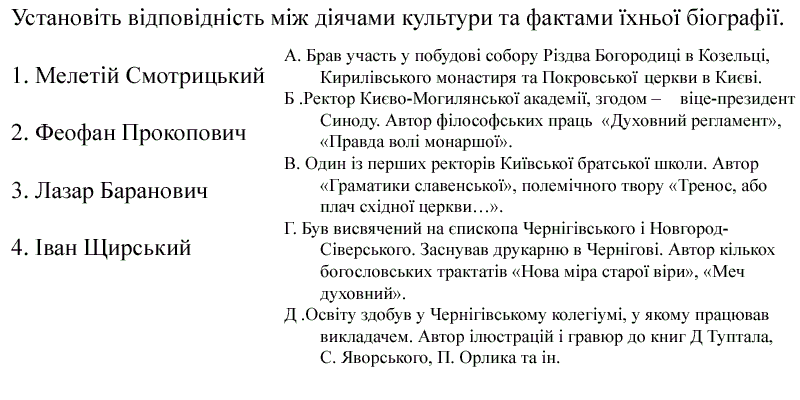 Установіть відповідність між діячами культури та фактами їхньої біографії.
1. Мелетій Смотрицький
2. Феофан Прокопович
3. Лазар Баранович
4. Іван Щирський
А. Брав участь у побудові собору Різдва Богородиці в Козельці,
Кирилівського монастиря та Покровської церкви в Києві.
Б .Ректор Києво-Могилянської академії, згодом – віце-президент
Синоду. Автор філософських праць «Духовний регламент»,
«Правда волі монаршої».
В. Один із перших ректорів Київської братської школи. Автор
«Граматики славенської», полемічного твору «Тренос, або
плач східної церкви…».
Г. Був висвячений на єпископа Чернігівського і Новгород-
Сіверського. Заснував друкарню в Чернігові. Автор кількох
богословських трактатів «Нова міра старої віри», «Меч
духовний».
Д .Освіту здобув у Чернігівському колегіумі, у якому працював
викладачем. Автор ілюстрацій і гравюр до книг Д Туптала,
С. Яворського, П. Орлика та ін.